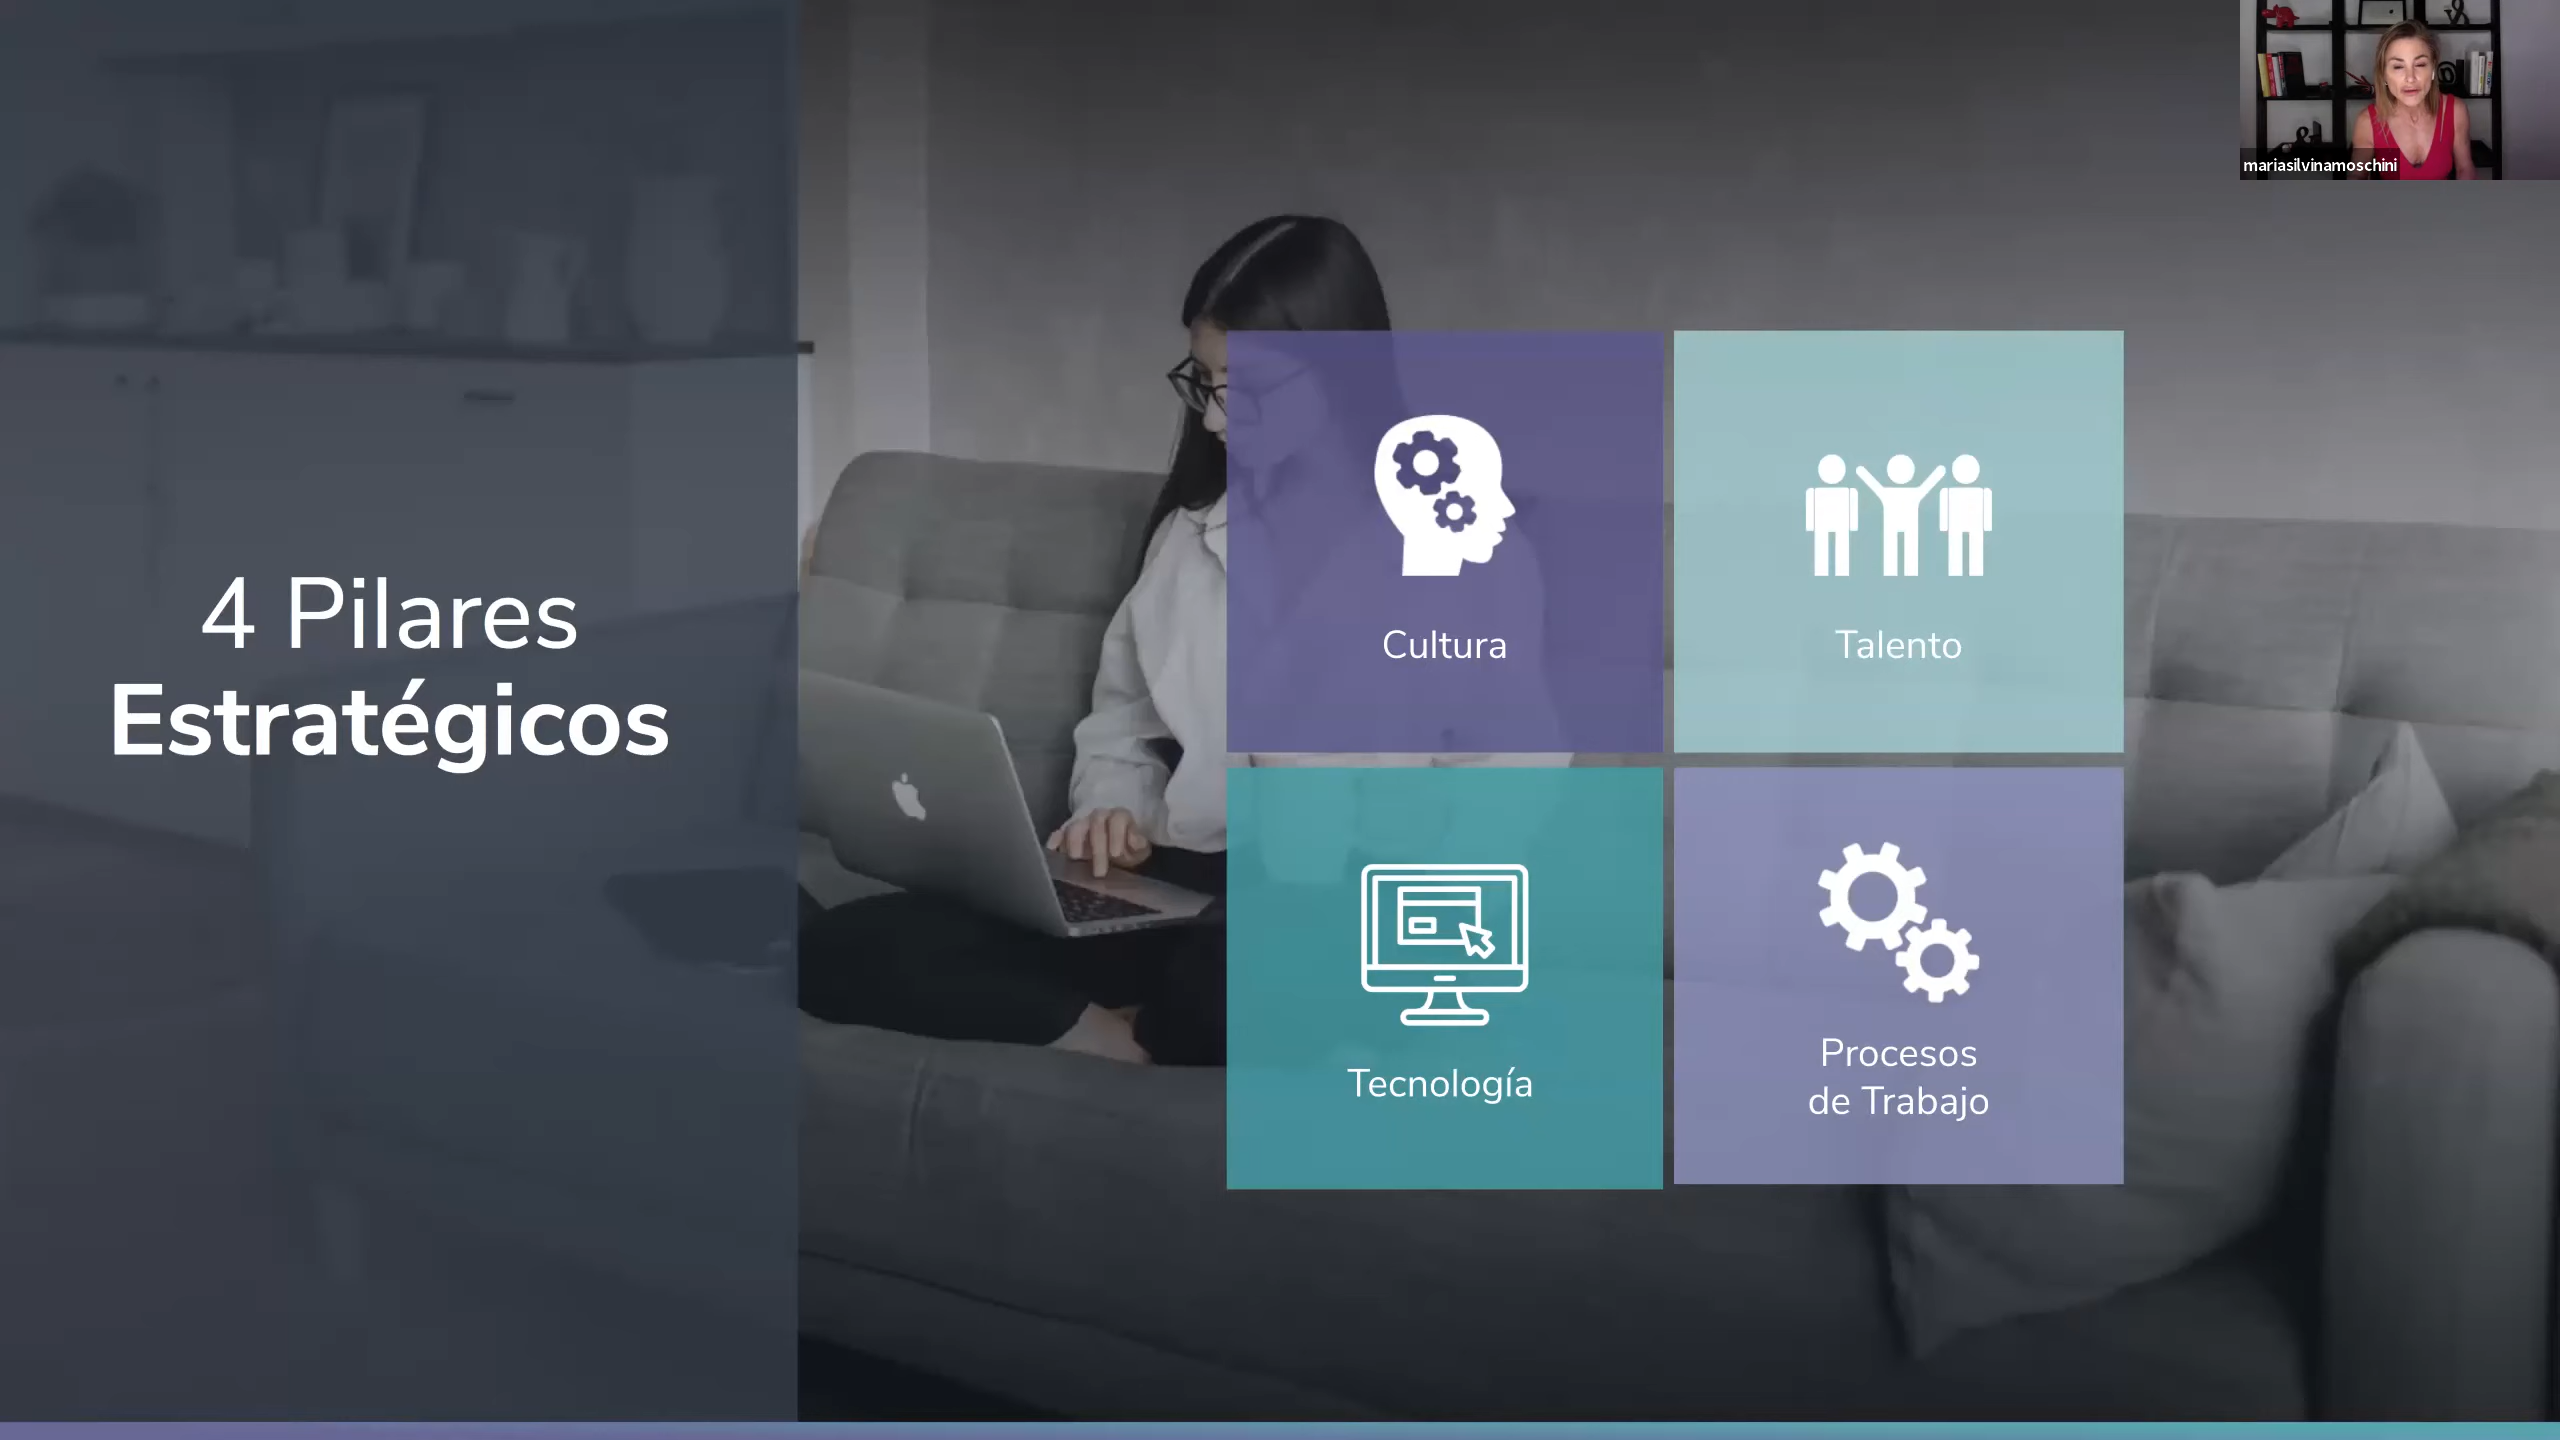 mariasilvinamoschini
4 Pilares
Estratégicos
Cultura
Talento
Tecnología
Procesos
de Trabajo